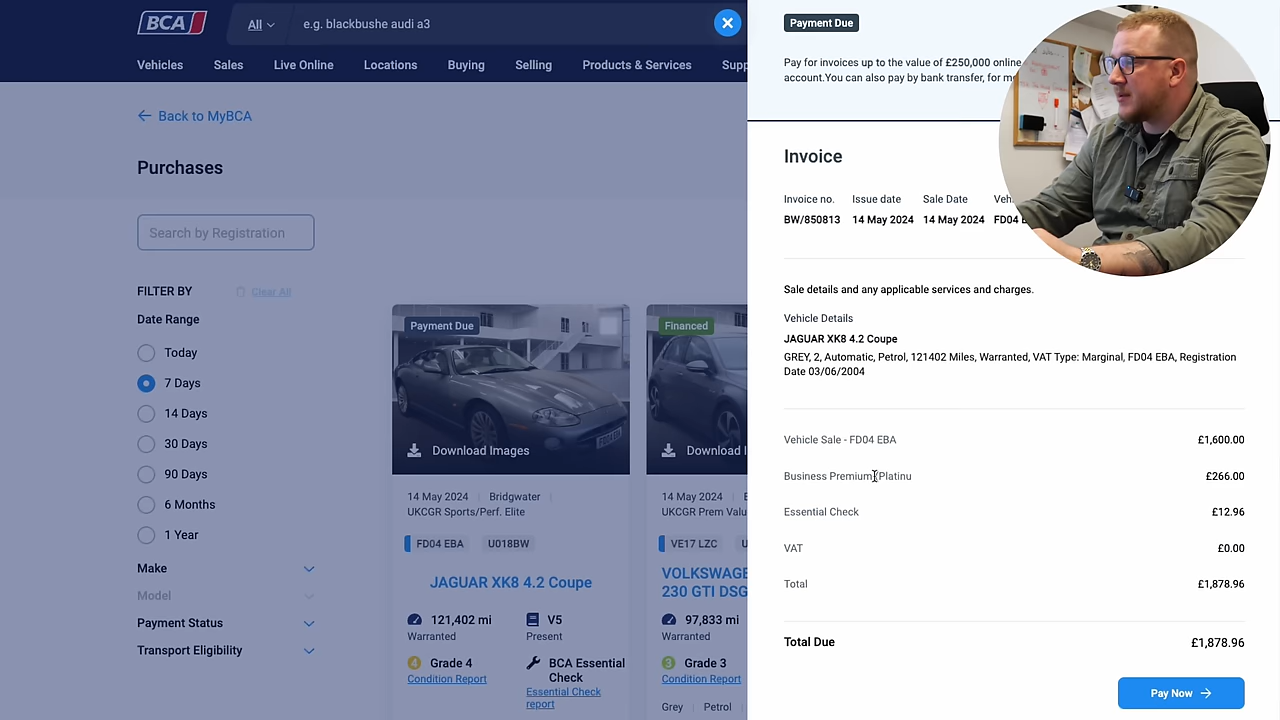 BCA
All
e.g. blackbushe audi a3
Vehicles
Sales
Live Online
Locations
Buying
Selling
Products & Services
Back to MyBCA
Purchases
Search by Registration
FILTER BY
Clear All
Date Range
Today
7 Days
14 Days
30 Days
90 Days
6 Months
1 Year
Make
Model
Payment Status
Transport Eligibility
Payment Due
Download Images
14 May 2024
Bridgwater
UKCGR Sports/Perf. Elite
FD04 EBA
U018BW
JAGUAR XK8 4.2 Coupe
121,402 mi
Warranted
V5
Present
4
Grade 4
Condition Report
BCA Essential
Check
Essential Check
report
Financed
14 May 2024
UKCGR Prem Valu
VE17 LZC
VOLKSWAGE
230 GTI DSG
97,833 mi
Warranted
3
Grade 3
Condition Report
Grey
Petrol
Payment Due
Pay for invoices up to the value of £250,000 online
account.You can also pay by bank transfer, for
Invoice
Invoice no.
Issue date
Sale Date
BW/850813
14 May 2024
14 May 2024
FD04
Sale details and any applicable services and charges.
Vehicle Details
JAGUAR XK8 4.2 Coupe
GREY, 2, Automatic, Petrol, 121402 Miles, Warranted, VAT Type: Marginal, FD04 EBA, Registration
Date 03/06/2004
Vehicle Sale - FD04 EBA £1,600.00
Business Premium/Platinu £266.00
Essential Check £12.96
VAT £0.00
Total £1,878.96
Total Due £1,878.96
Pay Now